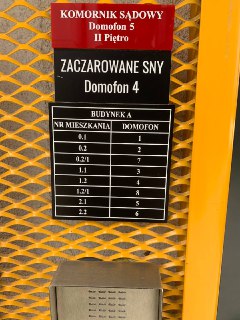 KOMORNIK SĄDOWY
Domofon 5
II Piętro
ZACZAROWANE SNY
Domofon 4
BUDYNEK A
NR MIESZKANIA DOMOFON
0.1 1
0.2 2
0.2/1 7
1.1 3
1.2 4
1.2/1 8
2.1 5
2.2 6